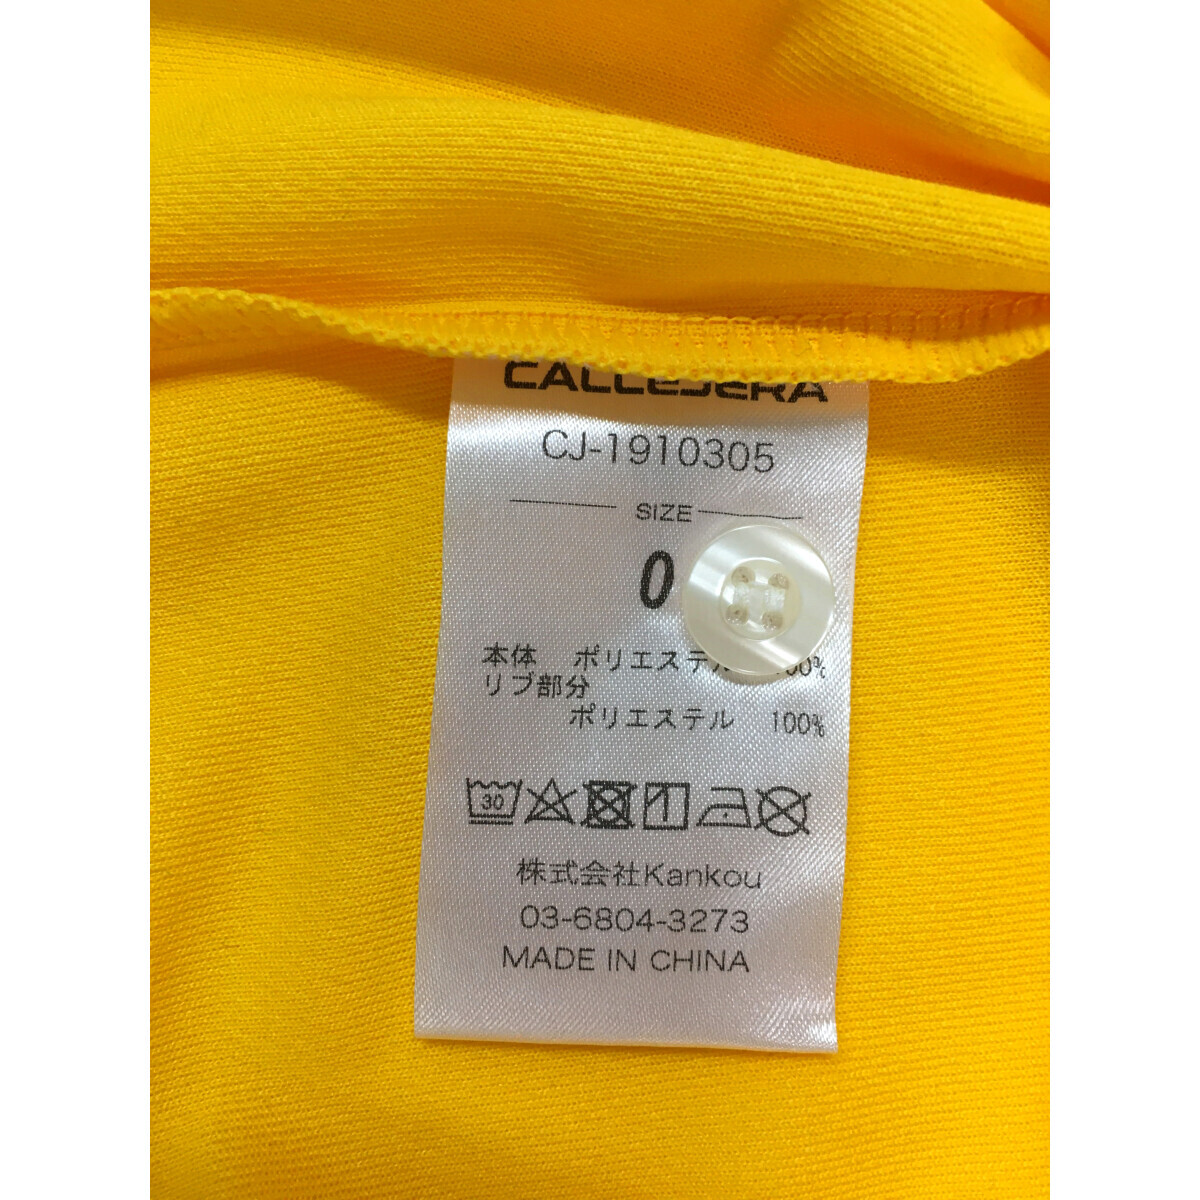 CALLEJERA
CJ-1910305
SIZE
0
本体 ポリエステル 100%
リブ部分
ポリエステル 100%
30
株式会社Kankou
03-6804-3273
MADE IN CHINA